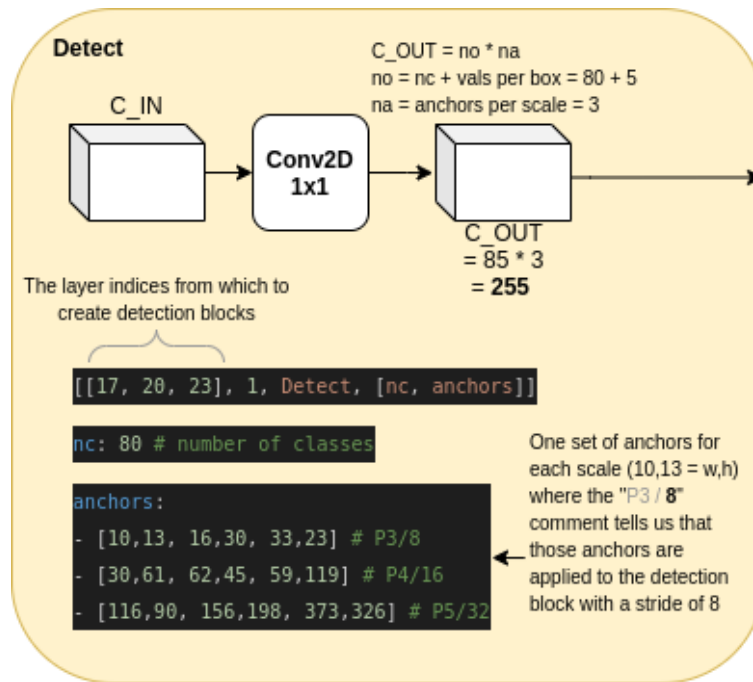 Detect
C_OUT = no * na
no = nc + vals per box = 80 + 5
na = anchors per scale = 3
C_IN
Conv2D
1x1
C_OUT
= 85 * 3
= 255
The layer indices from which to
create detection blocks
[[17, 20, 23], 1, Detect, [nc, anchors]]
nc: 80 # number of classes
anchors:
- [10,13, 16,30, 33,23] # P3/8
- [30,61, 62,45, 59,119] # P4/16
- [116,90, 156,198, 373,326] # P5/32
One set of anchors for
each scale (10,13 = w,h)
where the "P3 / 8"
comment tells us that
those anchors are
applied to the detection
block with a stride of 8